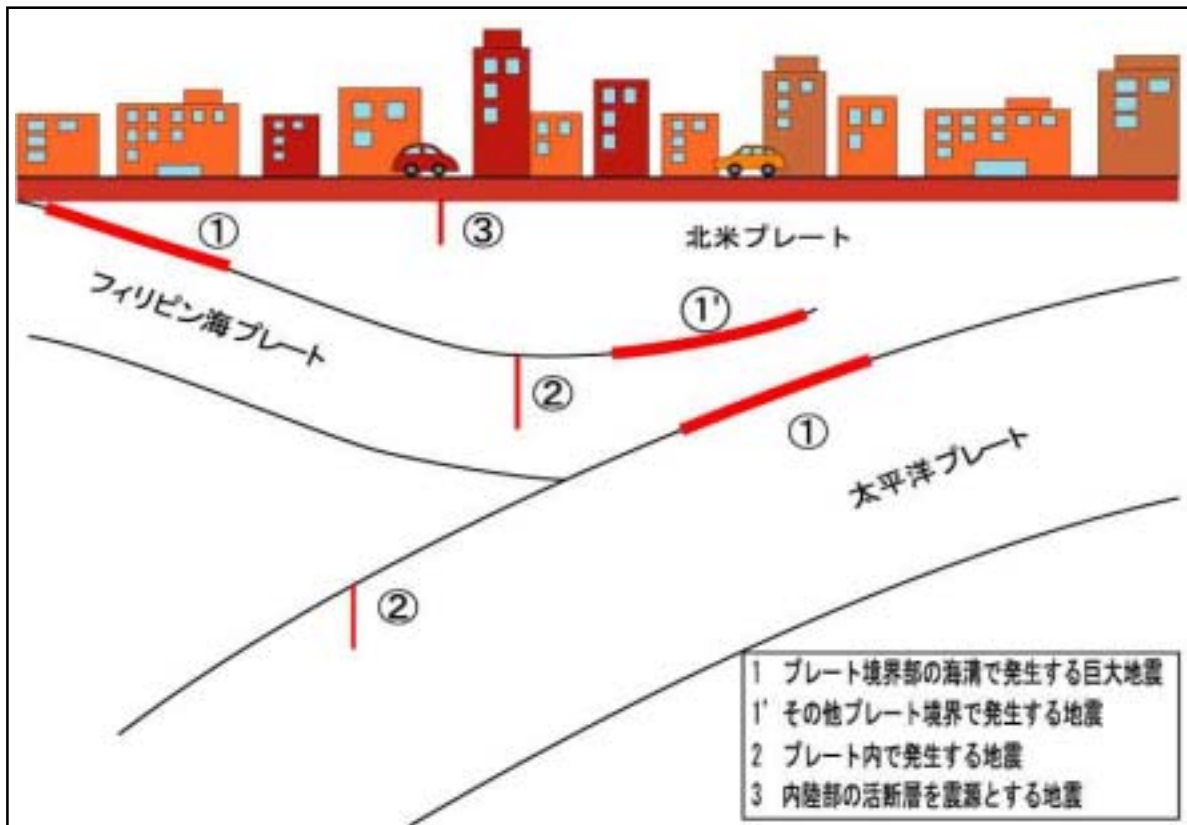 ①
③
北米プレート
フィリピン海プレート
①'
②
①
太平洋プレート
②
1 プレート境界部の海溝で発生する巨大地震
1' その他プレート境界で発生する地震
2 プレート内で発生する地震
3 内陸部の活断層を震源とする地震